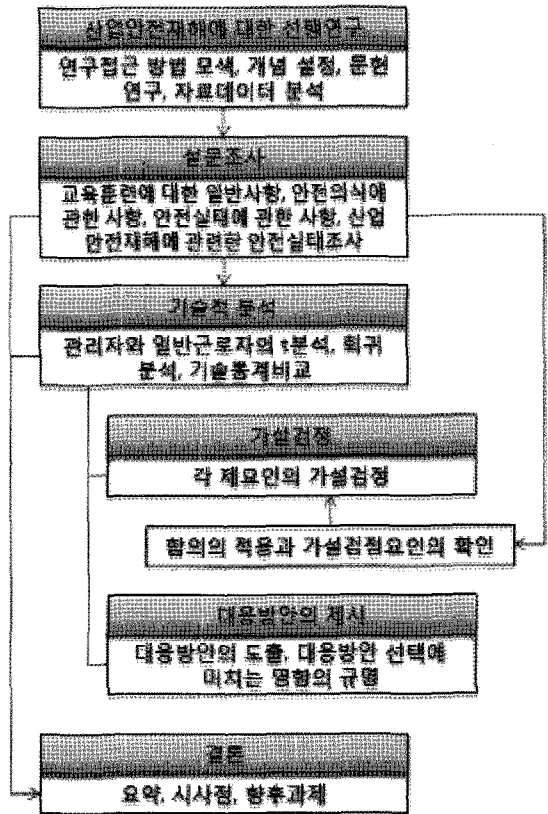 산업안전재해에 대한 선택연구
연구접근 방법 모색, 개념 설정, 문헌
연구, 자료데이터 분석
설문조사
교육훈련에 대한 일반사항, 안전의식에
관한 사항, 안전실태에 관한 사항, 산업
안전재해에 관련한 안전실태조사
기술적 분석
관리자와 일반근로자의 t분석, 회귀
분석, 기술통계비교
가설검정
각 제요인의 가설검정
함의의 적용과 가설검정요인의 확인
대응방안의 제시
대응방안의 도출, 대응방안 선택에
미치는 영향의 규명
결론
요약, 시사점, 향후과제